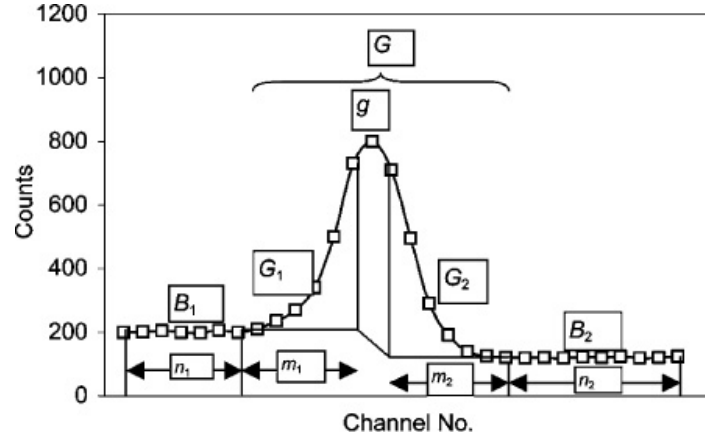 1200
G
1000
g
800
Counts
600
G₁
G₂
400
B₁
B₂
200
n₁
m₁
m₂
n₂
0
Channel No.